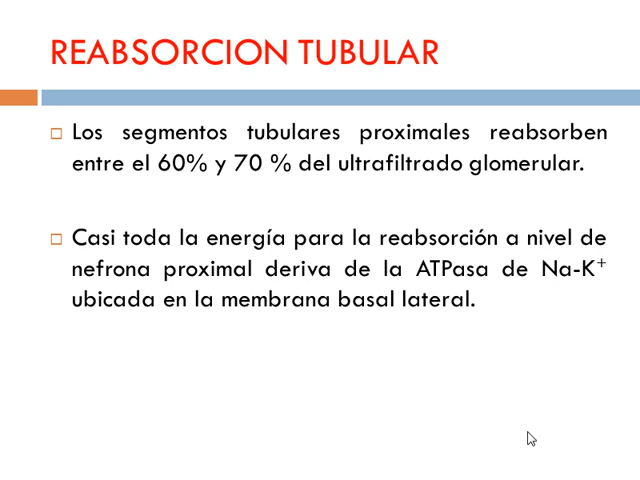 REABSORCION TUBULAR
Los segmentos tubulares proximales reabsorben
entre el 60% y 70 % del ultrafiltrado glomerular.
Casi toda la energía para la reabsorción a nivel de
nefrona proximal deriva de la ATPasa de Na-K⁺
ubicada en la membrana basal lateral.